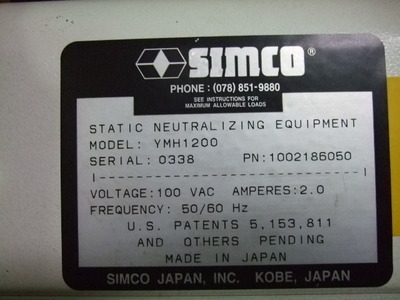 SIMCO®
PHONE: (078) 851-9880
SEE INSTRUCTIONS FOR
MAXIMUM ALLOWABLE LOADS
STATIC NEUTRALIZING EQUIPMENT
MODEL: YMH1200
SERIAL: 0338 PN:1002186050
VOLTAGE:100 VAC AMPERES:2.0
FREQUENCY: 50/60 Hz
U.S. PATENTS 5,153,811
AND OTHERS PENDING
MADE IN JAPAN
SIMCO JAPAN, INC. KOBE, JAPAN